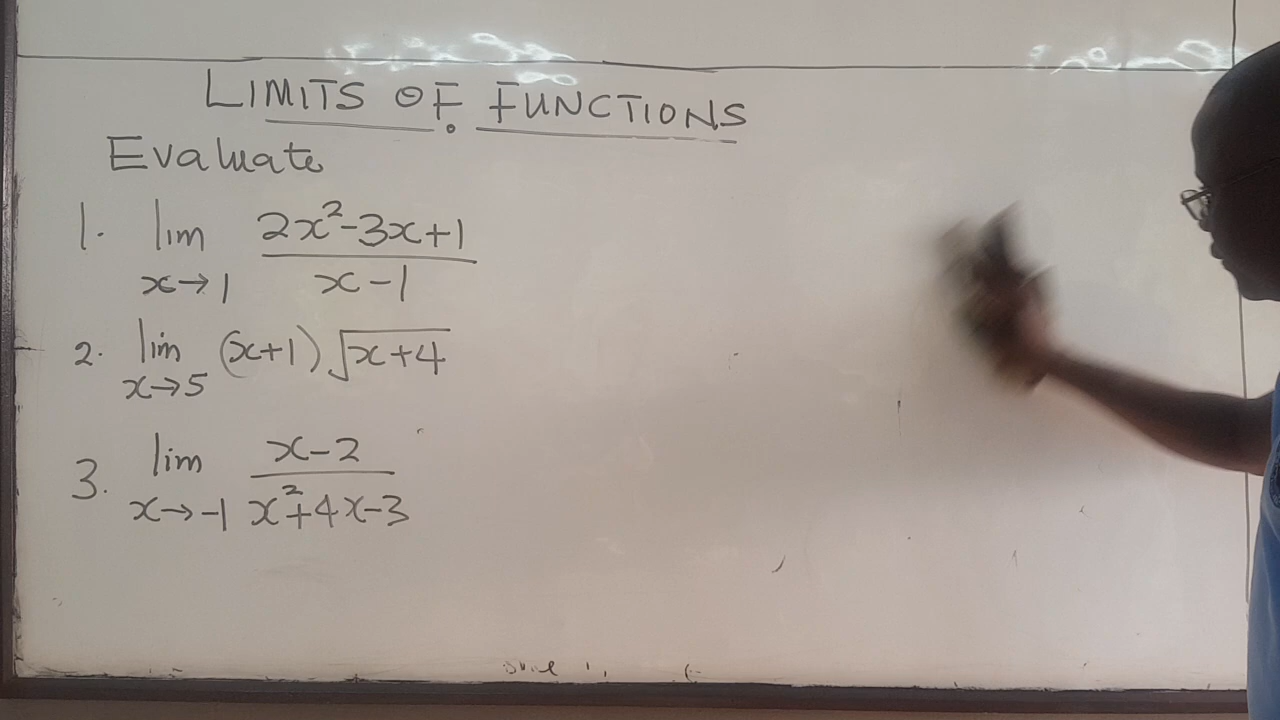 LIMITS OF FUNCTIONS
Evaluate
1. lim x→1 (2x²-3x+1)/(x-1)
2. lim x→5 (x+1)√(x+4)
3. lim x→-1 (x-2)/(x²+4x-3)